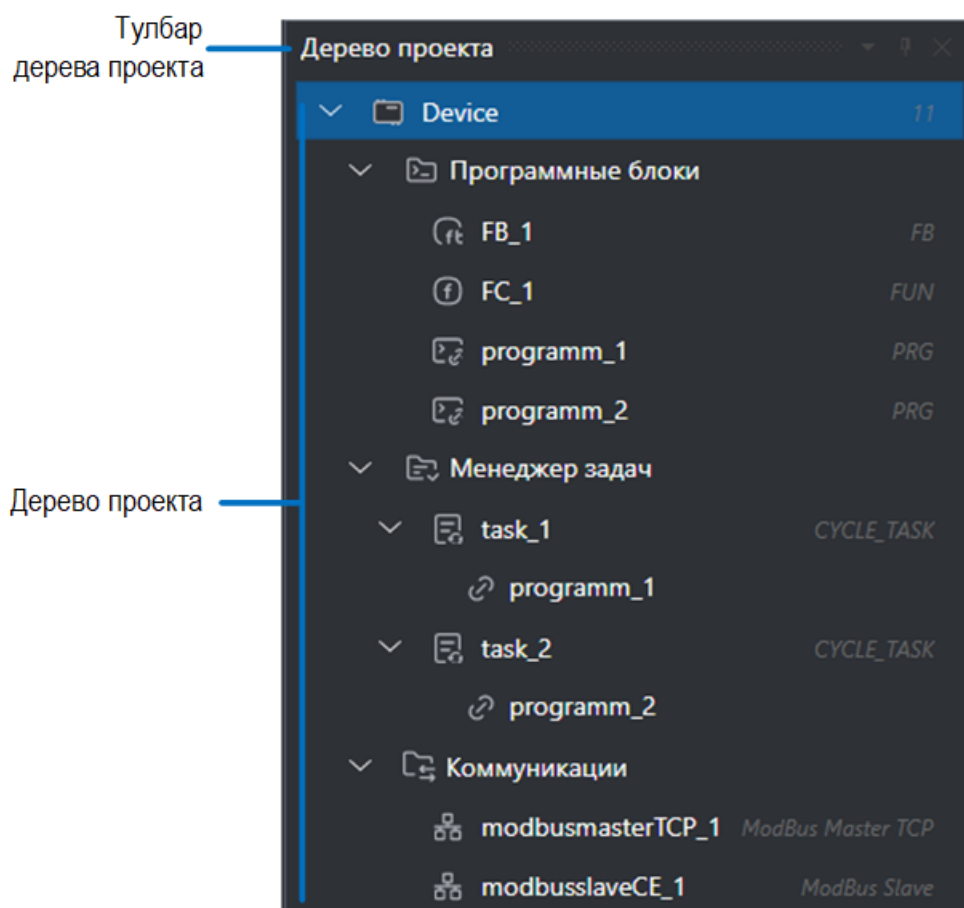 Тулбар
дерева проекта
Дерево проекта
Device 11
Программные блоки
FB_1 FB
FC_1 FUN
programm_1 PRG
programm_2 PRG
Менеджер задач
Дерево проекта
task_1 CYCLE_TASK
programm_1
task_2 CYCLE_TASK
programm_2
Коммуникации
modbusmasterTCP_1 ModBus Master TCP
modbusslaveCE_1 ModBus Slave